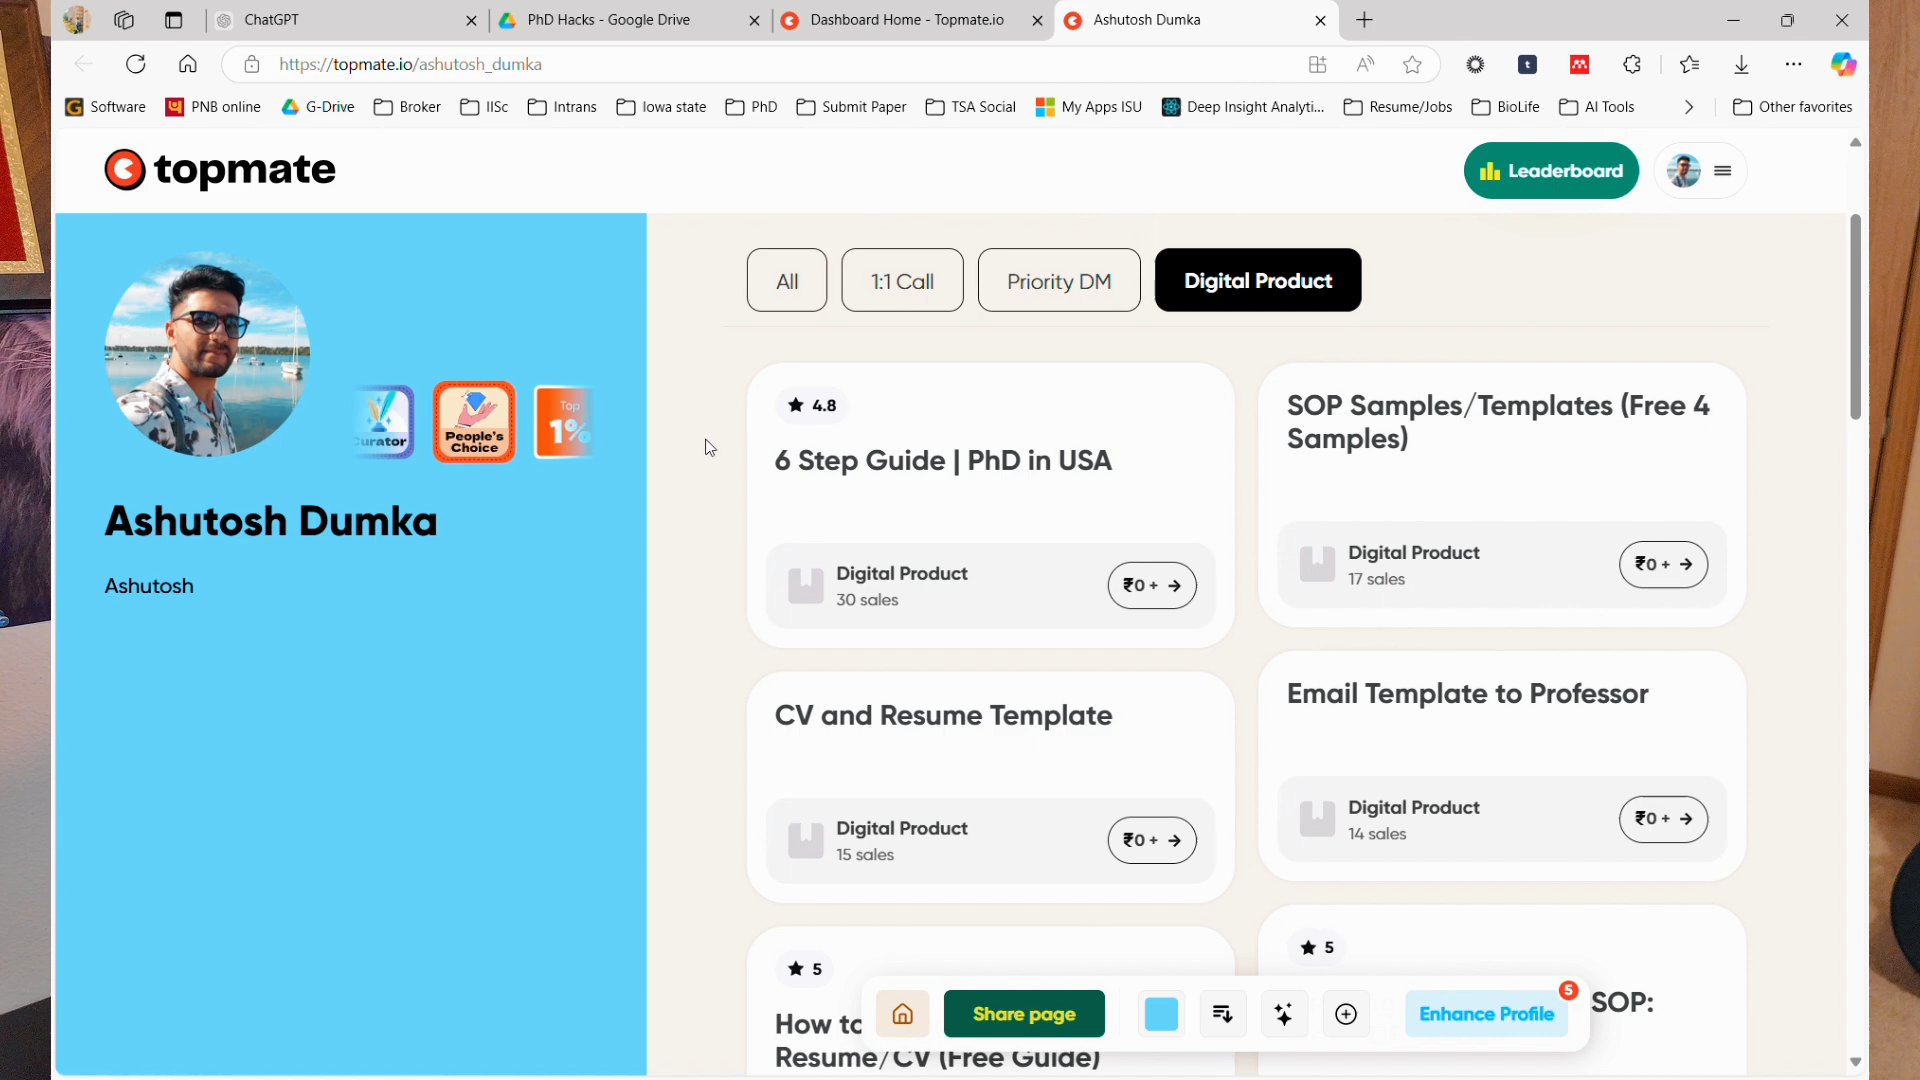 ChatGPT
PhD Hacks - Google Drive
Dashboard Home - Topmate.io
Ashutosh Dumka
https://topmate.io/ashutosh_dumka
Software
PNB online
G-Drive
Broker
IISc
Intrans
Iowa state
PhD
Submit Paper
TSA Social
My Apps ISU
Deep Insight Analyti...
Resume/Jobs
BioLife
AI Tools
Other favorites
topmate
Leaderboard
All
1:1 Call
Priority DM
Digital Product
Curator
People's
Choice
Top
1%
Ashutosh Dumka
Ashutosh
4.8
6 Step Guide | PhD in USA
Digital Product
30 sales
₹0 +
SOP Samples/Templates (Free 4
Samples)
Digital Product
17 sales
₹0 +
CV and Resume Template
Digital Product
15 sales
₹0 +
Email Template to Professor
Digital Product
14 sales
₹0 +
5
How to
Resume/CV (Free Guide)
5
SOP:
Share page
Enhance Profile
5